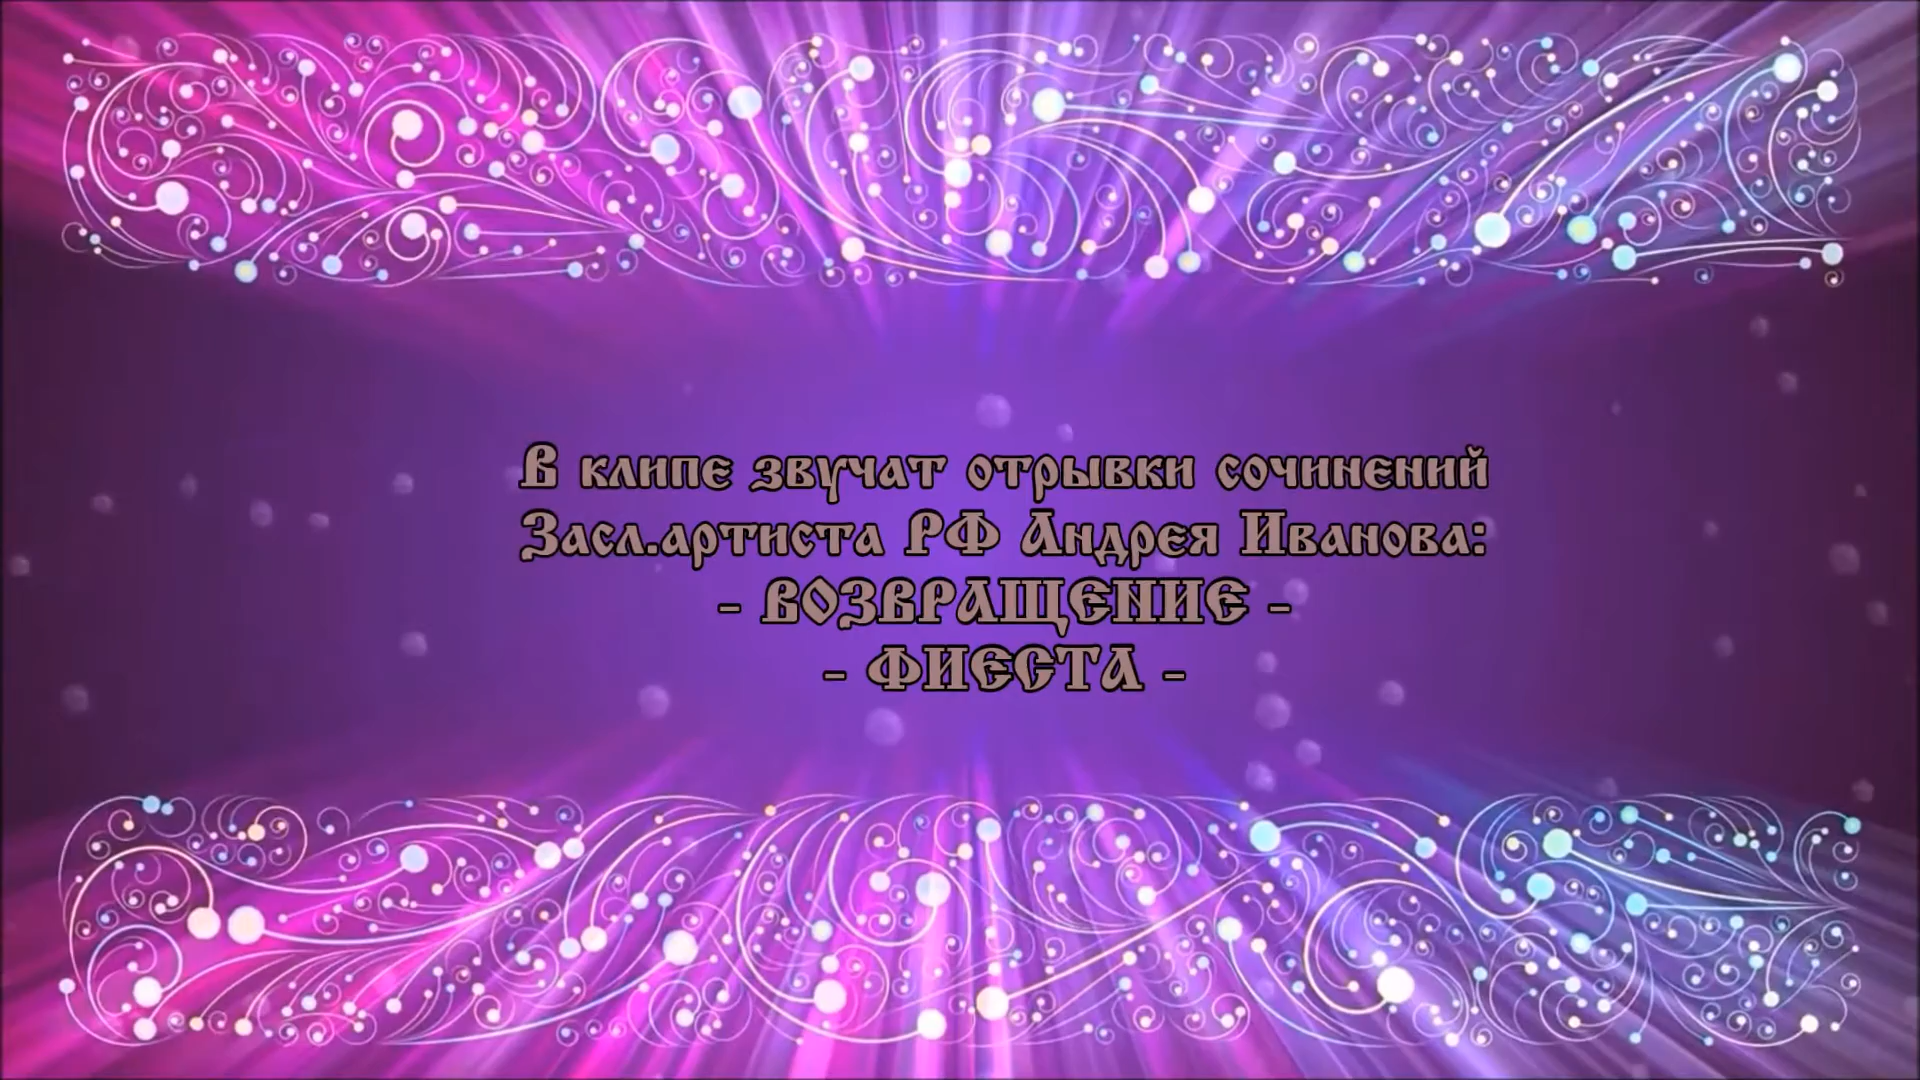 В клипе звучат отрывки сочинений
Засл.артиста РФ Андрея Иванова:
- ВОЗВРАЩЕНИЕ -
- ФИЕСТА -